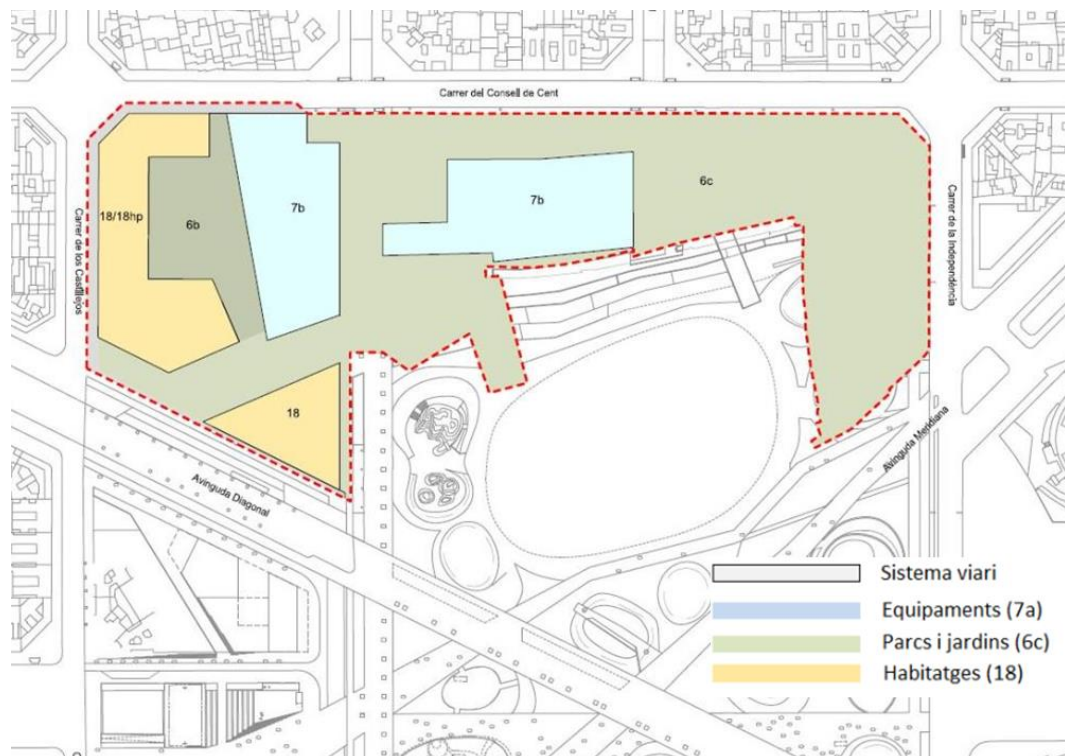 Carrer del Consell de Cent
18/18hp
6b
7b
7b
6c
Carrer de los Castillejos
Carrer de la Independència
18
Avinguda Diagonal
Avinguda Meridiana
Sistema viari
Equipaments (7a)
Parcs i jardins (6c)
Habitatges (18)